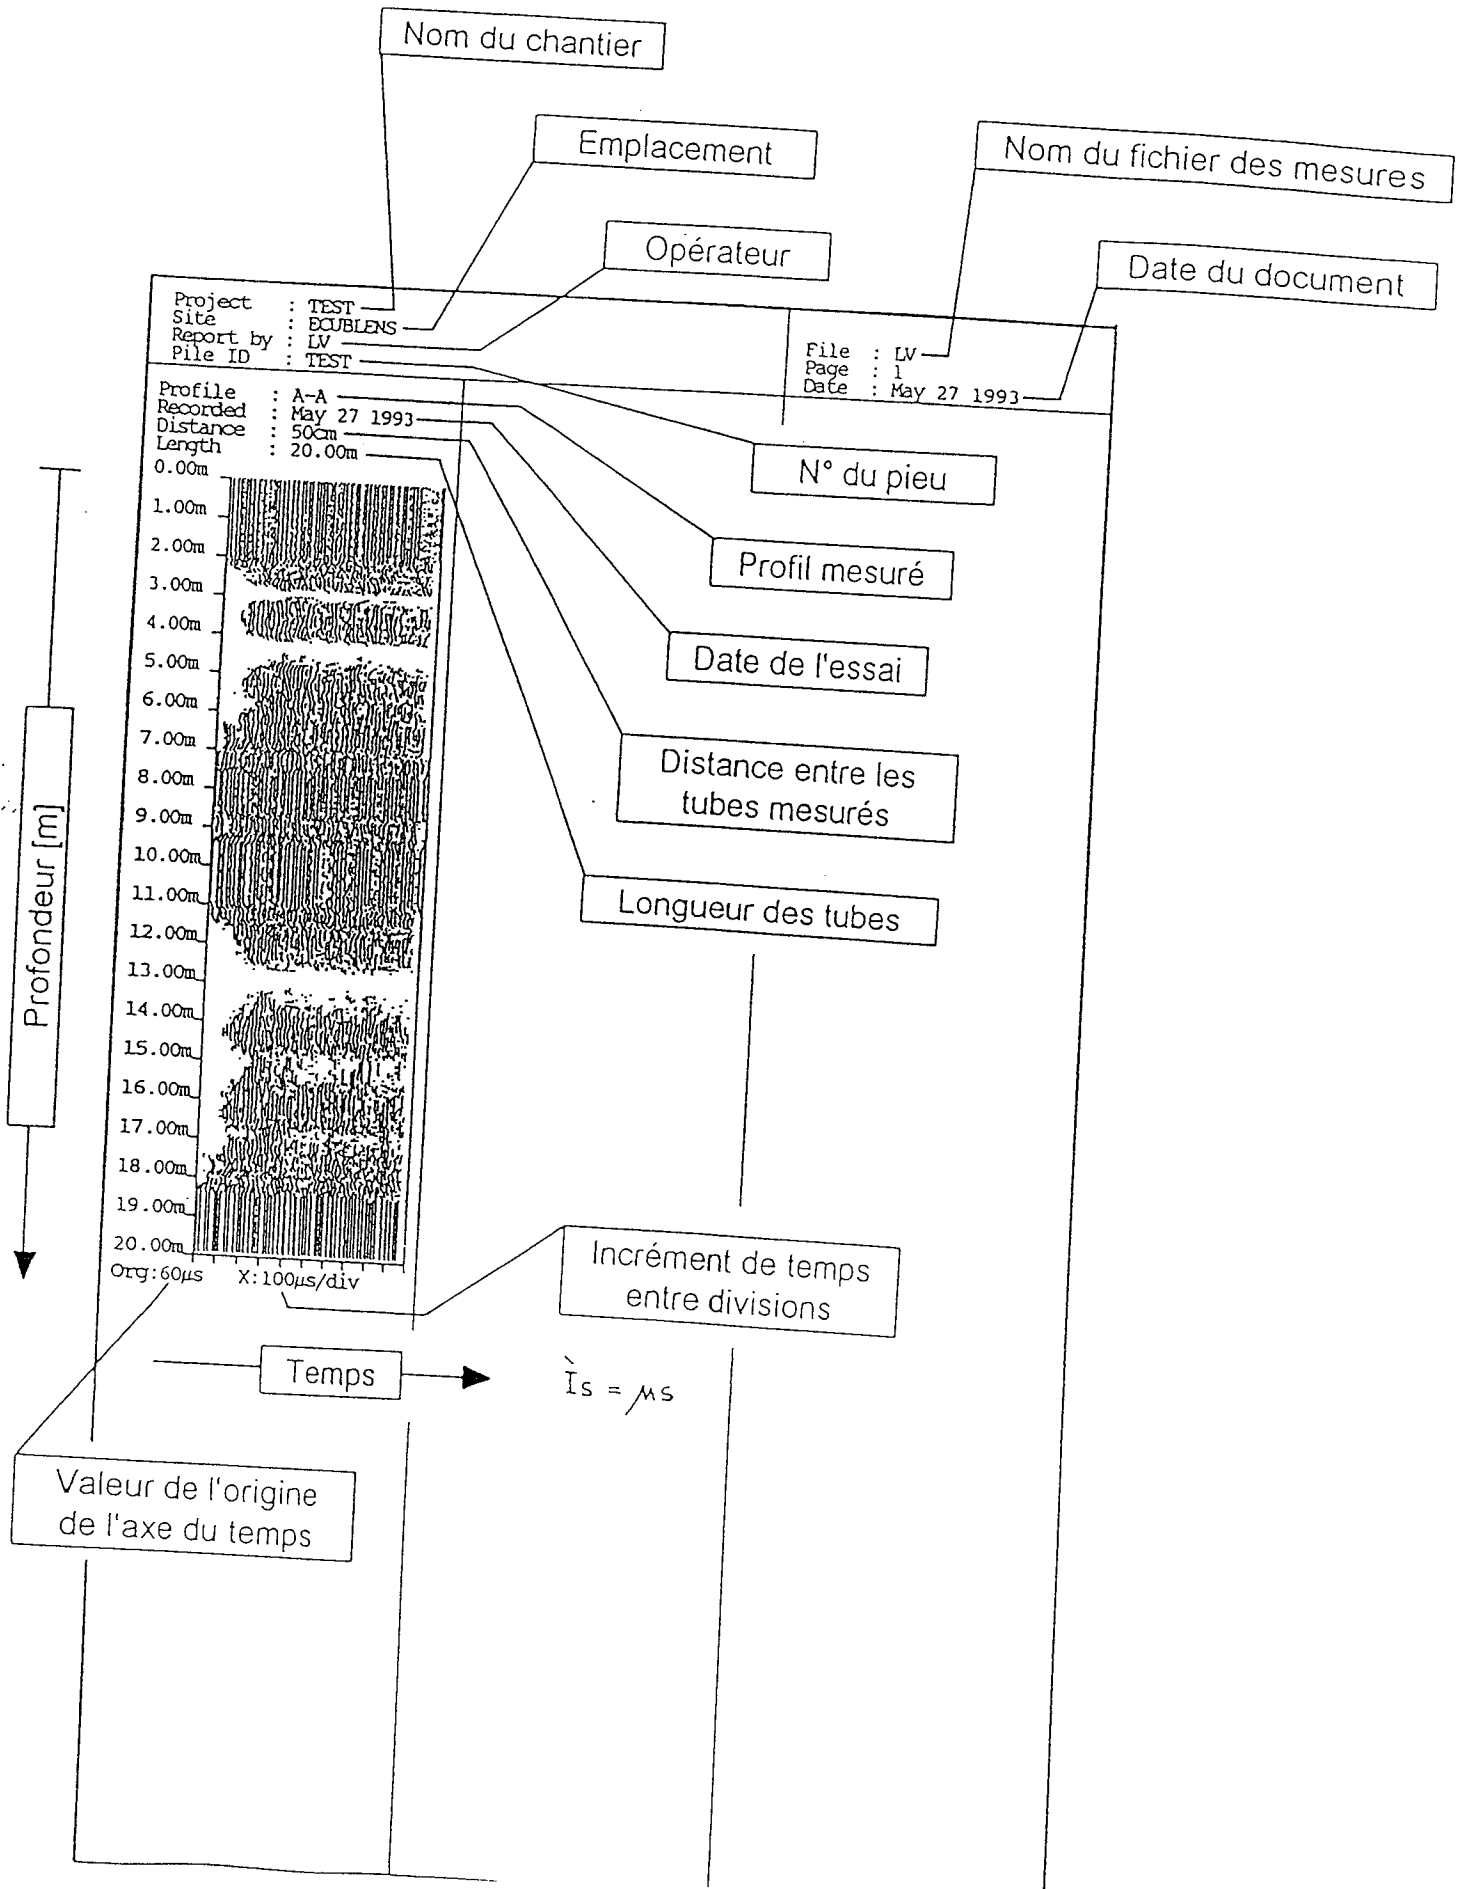 Nom du chantier
Emplacement
Nom du fichier des mesures
Opérateur
Date du document
Project : TEST
Site : ECUBLENS
Report by : LV
Pile ID : TEST
File : LV
Page : 1
Date : May 27 1993
Profile : A-A
Recorded : May 27 1993
Distance : 50cm
Length : 20.00m
N° du pieu
Profil mesuré
Date de l'essai
Distance entre les
tubes mesurés
Longueur des tubes
Profondeur [m]
0.00m
1.00m
2.00m
3.00m
4.00m
5.00m
6.00m
7.00m
8.00m
9.00m
10.00m
11.00m
12.00m
13.00m
14.00m
15.00m
16.00m
17.00m
18.00m
19.00m
20.00m
Org:60µs X:100µs/div
Incrément de temps
entre divisions
Temps
Ìs = µs
Valeur de l'origine
de l'axe du temps